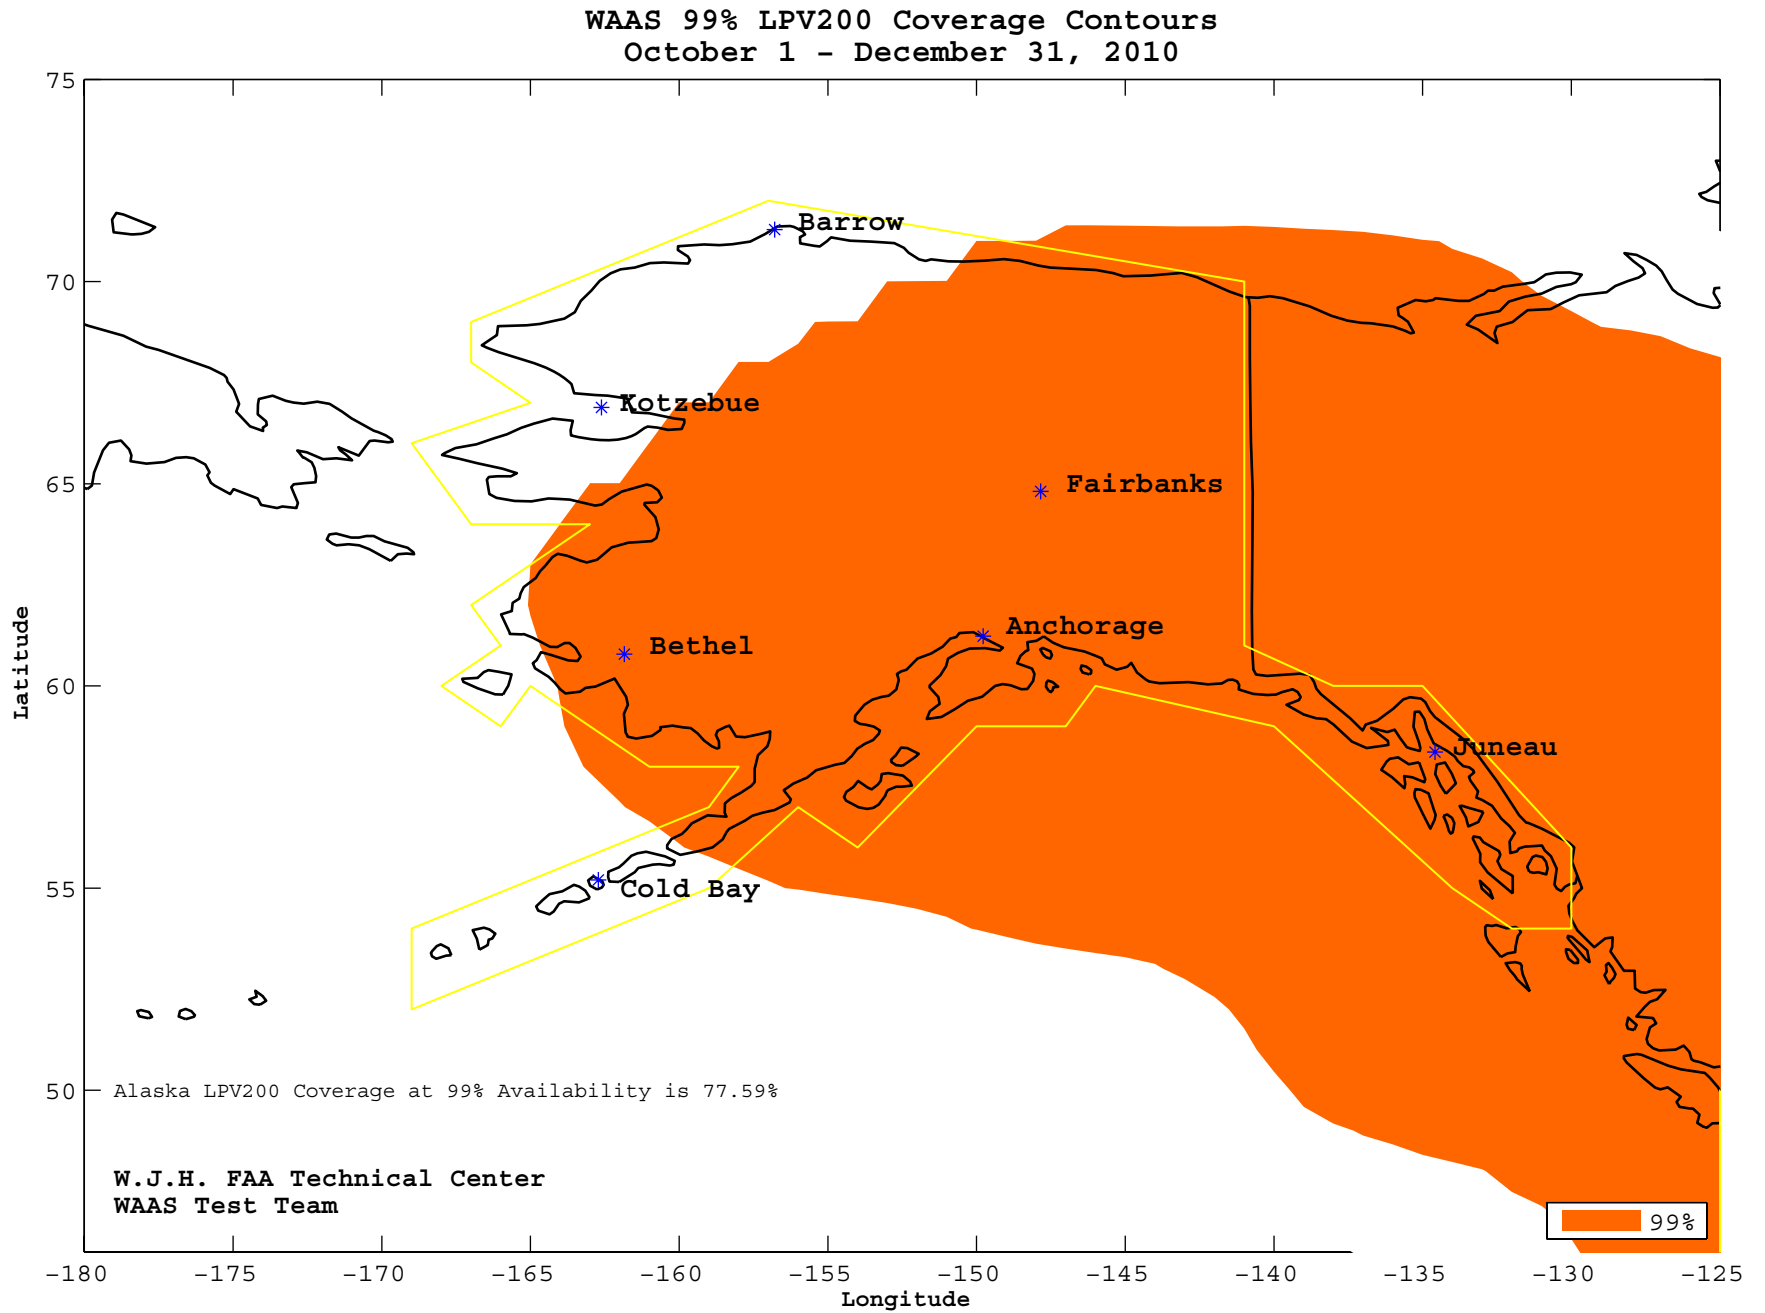 WAAS 99% LPV200 Coverage Contours
October 1 - December 31, 2010
75
70
65
60
55
50
Latitude
Barrow
Kotzebue
Fairbanks
Anchorage
Bethel
Juneau
Cold Bay
Alaska LPV200 Coverage at 99% Availability is 77.59%
W.J.H. FAA Technical Center
WAAS Test Team
99%
-180 -175 -170 -165 -160 -155 -150 -145 -140 -135 -130 -125
Longitude